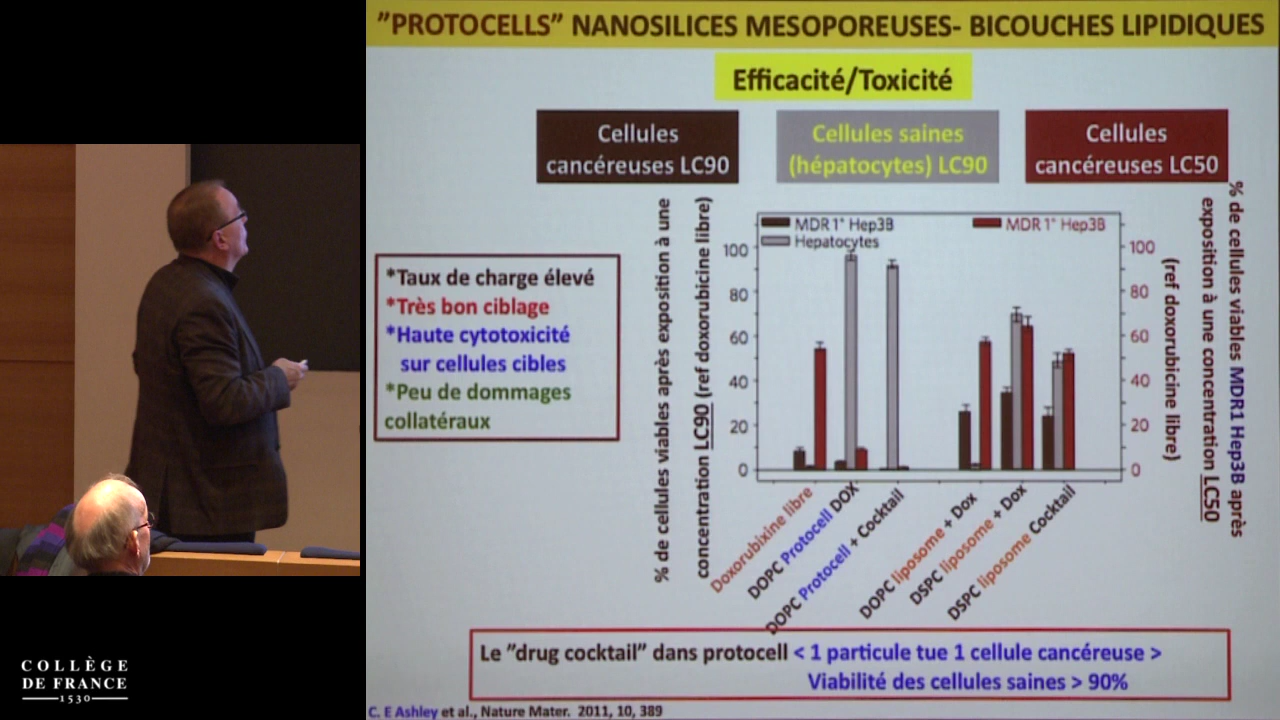 "PROTOCELLS" NANOSILICES MESOPOREUSES- BICOUCHES LIPIDIQUES
Efficacité/Toxicité
Cellules
cancéreuses LC90
Cellules saines
(hépatocytes) LC90
Cellules
cancéreuses LC50
*Taux de charge élevé
*Très bon ciblage
*Haute cytotoxicité
sur cellules cibles
*Peu de dommages
collatéraux
% de cellules viables après exposition à une
concentration LC90 (ref doxorubicine libre)
MDR 1+ Hep3B
Hepatocytes
MDR 1+ Hep3B
100
80
60
40
20
0
100
80
60
40
20
0
% de cellules viables MDR1 Hep3B après
exposition à une concentration LC50
(ref doxorubicine libre)
Doxorubixine libre
DOPC Protocell DOX
DOPC Protocell + Cocktail
DOPC liposome + Dox
DSPC liposome + Dox
DSPC liposome Cocktail
Le "drug cocktail" dans protocell < 1 particule tue 1 cellule cancéreuse >
Viabilité des cellules saines > 90%
C. E Ashley et al., Nature Mater. 2011, 10, 389
COLLÈGE
DE FRANCE
1530